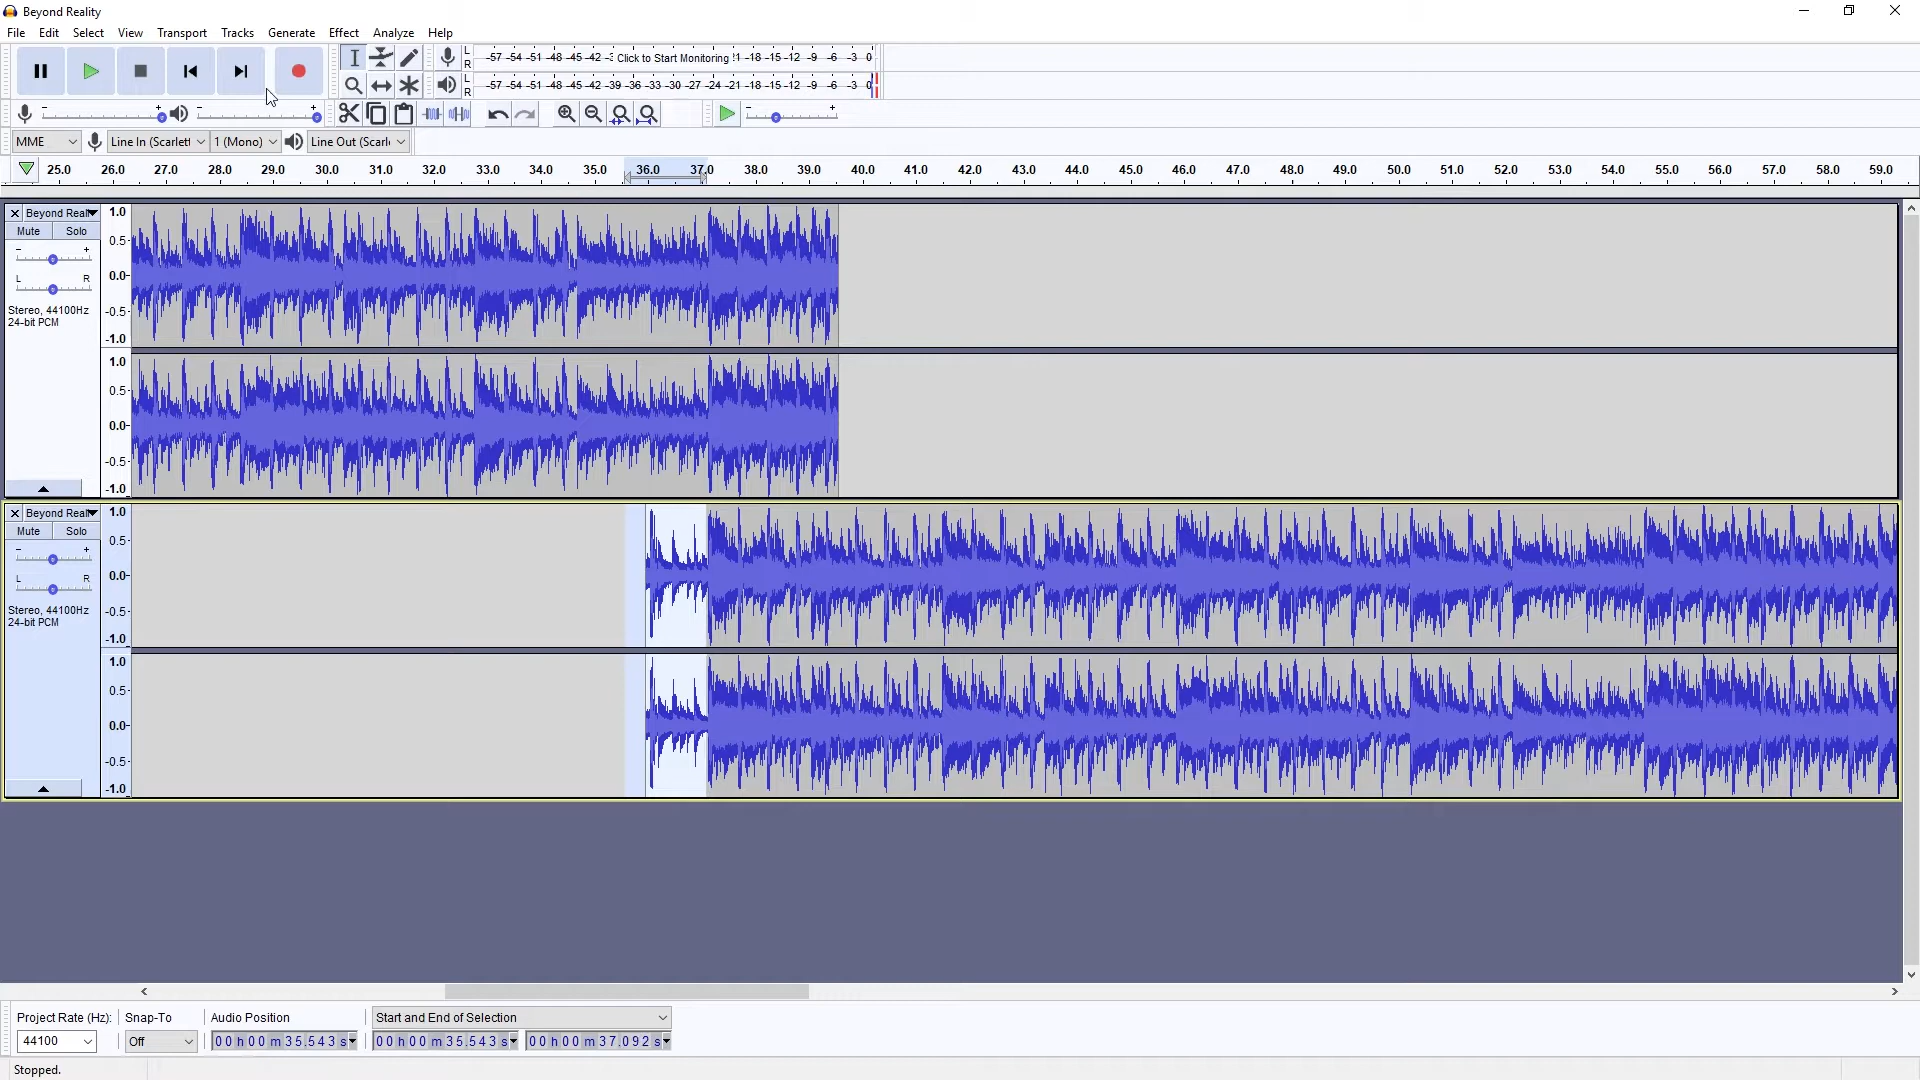 Beyond Reality
File Edit Select View Transport Tracks Generate Effect Analyze Help
L
R
-57 -54 -51 -48 -45 -42 -3 Click to Start Monitoring !1 -18 -15 -12 -9 -6 -3 0
L
R
-57 -54 -51 -48 -45 -42 -39 -36 -33 -30 -27 -24 -21 -18 -15 -12 -9 -6 -3 0
- + - + - +
MME Line In (Scarlett 1 (Mono) Line Out (Scarl
25.0 26.0 27.0 28.0 29.0 30.0 31.0 32.0 33.0 34.0 35.0 36.0 37.0 38.0 39.0 40.0 41.0 42.0 43.0 44.0 45.0 46.0 47.0 48.0 49.0 50.0 51.0 52.0 53.0 54.0 55.0 56.0 57.0 58.0 59.0
Beyond Real
Mute Solo
- +
L R
Stereo, 44100Hz
24-bit PCM
1.0
0.5-
0.0-
-0.5-
-1.0
1.0
0.5-
0.0-
-0.5-
-1.0
Beyond Real
Mute Solo
- +
L R
Stereo, 44100Hz
24-bit PCM
1.0
0.5-
0.0-
-0.5-
-1.0
1.0
0.5-
0.0-
-0.5-
-1.0
Project Rate (Hz): Snap-To Audio Position Start and End of Selection
44100 Off 00 h 00 m 35.543 s 00 h 00 m 35.543 s 00 h 00 m 37.092 s
Stopped.